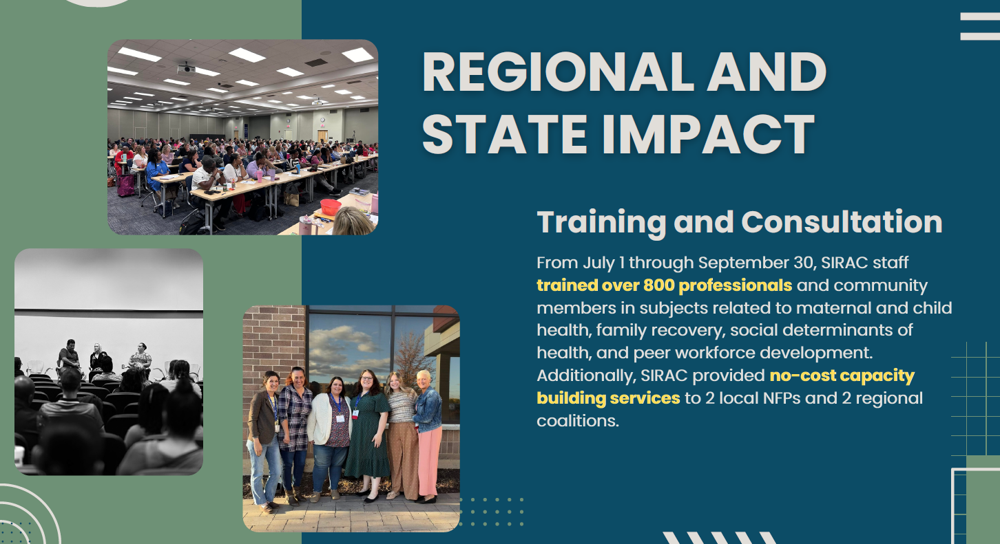 REGIONAL AND
STATE IMPACT
Training and Consultation
From July 1 through September 30, SIRAC staff
trained over 800 professionals and community
members in subjects related to maternal and child
health, family recovery, social determinants of
health, and peer workforce development.
Additionally, SIRAC provided no-cost capacity
building services to 2 local NFPs and 2 regional
coalitions.